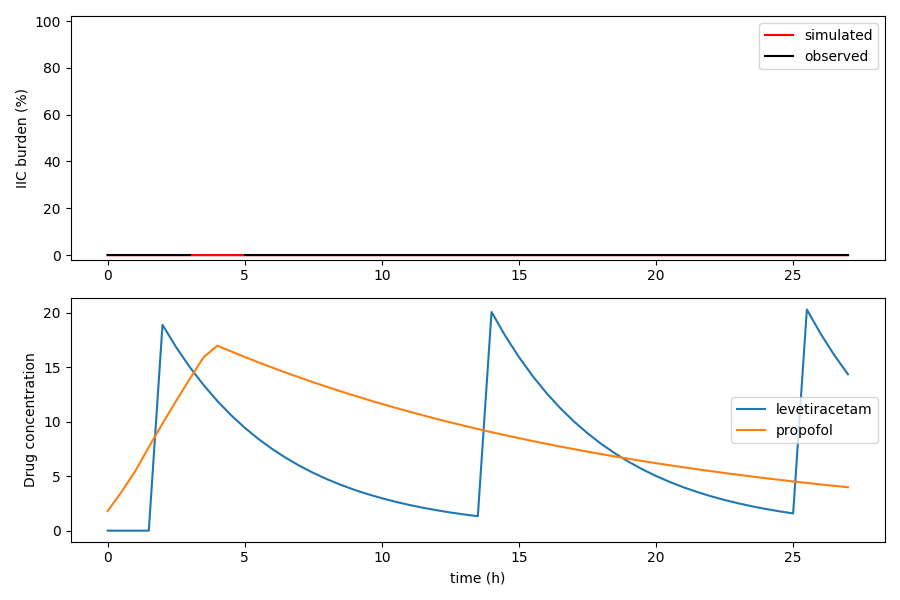 IIC burden (%)
100
80
60
40
20
0
simulated
observed
0 5 10 15 20 25
Drug concentration
20
15
10
5
0
levetiracetam
propofol
0 5 10 15 20 25
time (h)